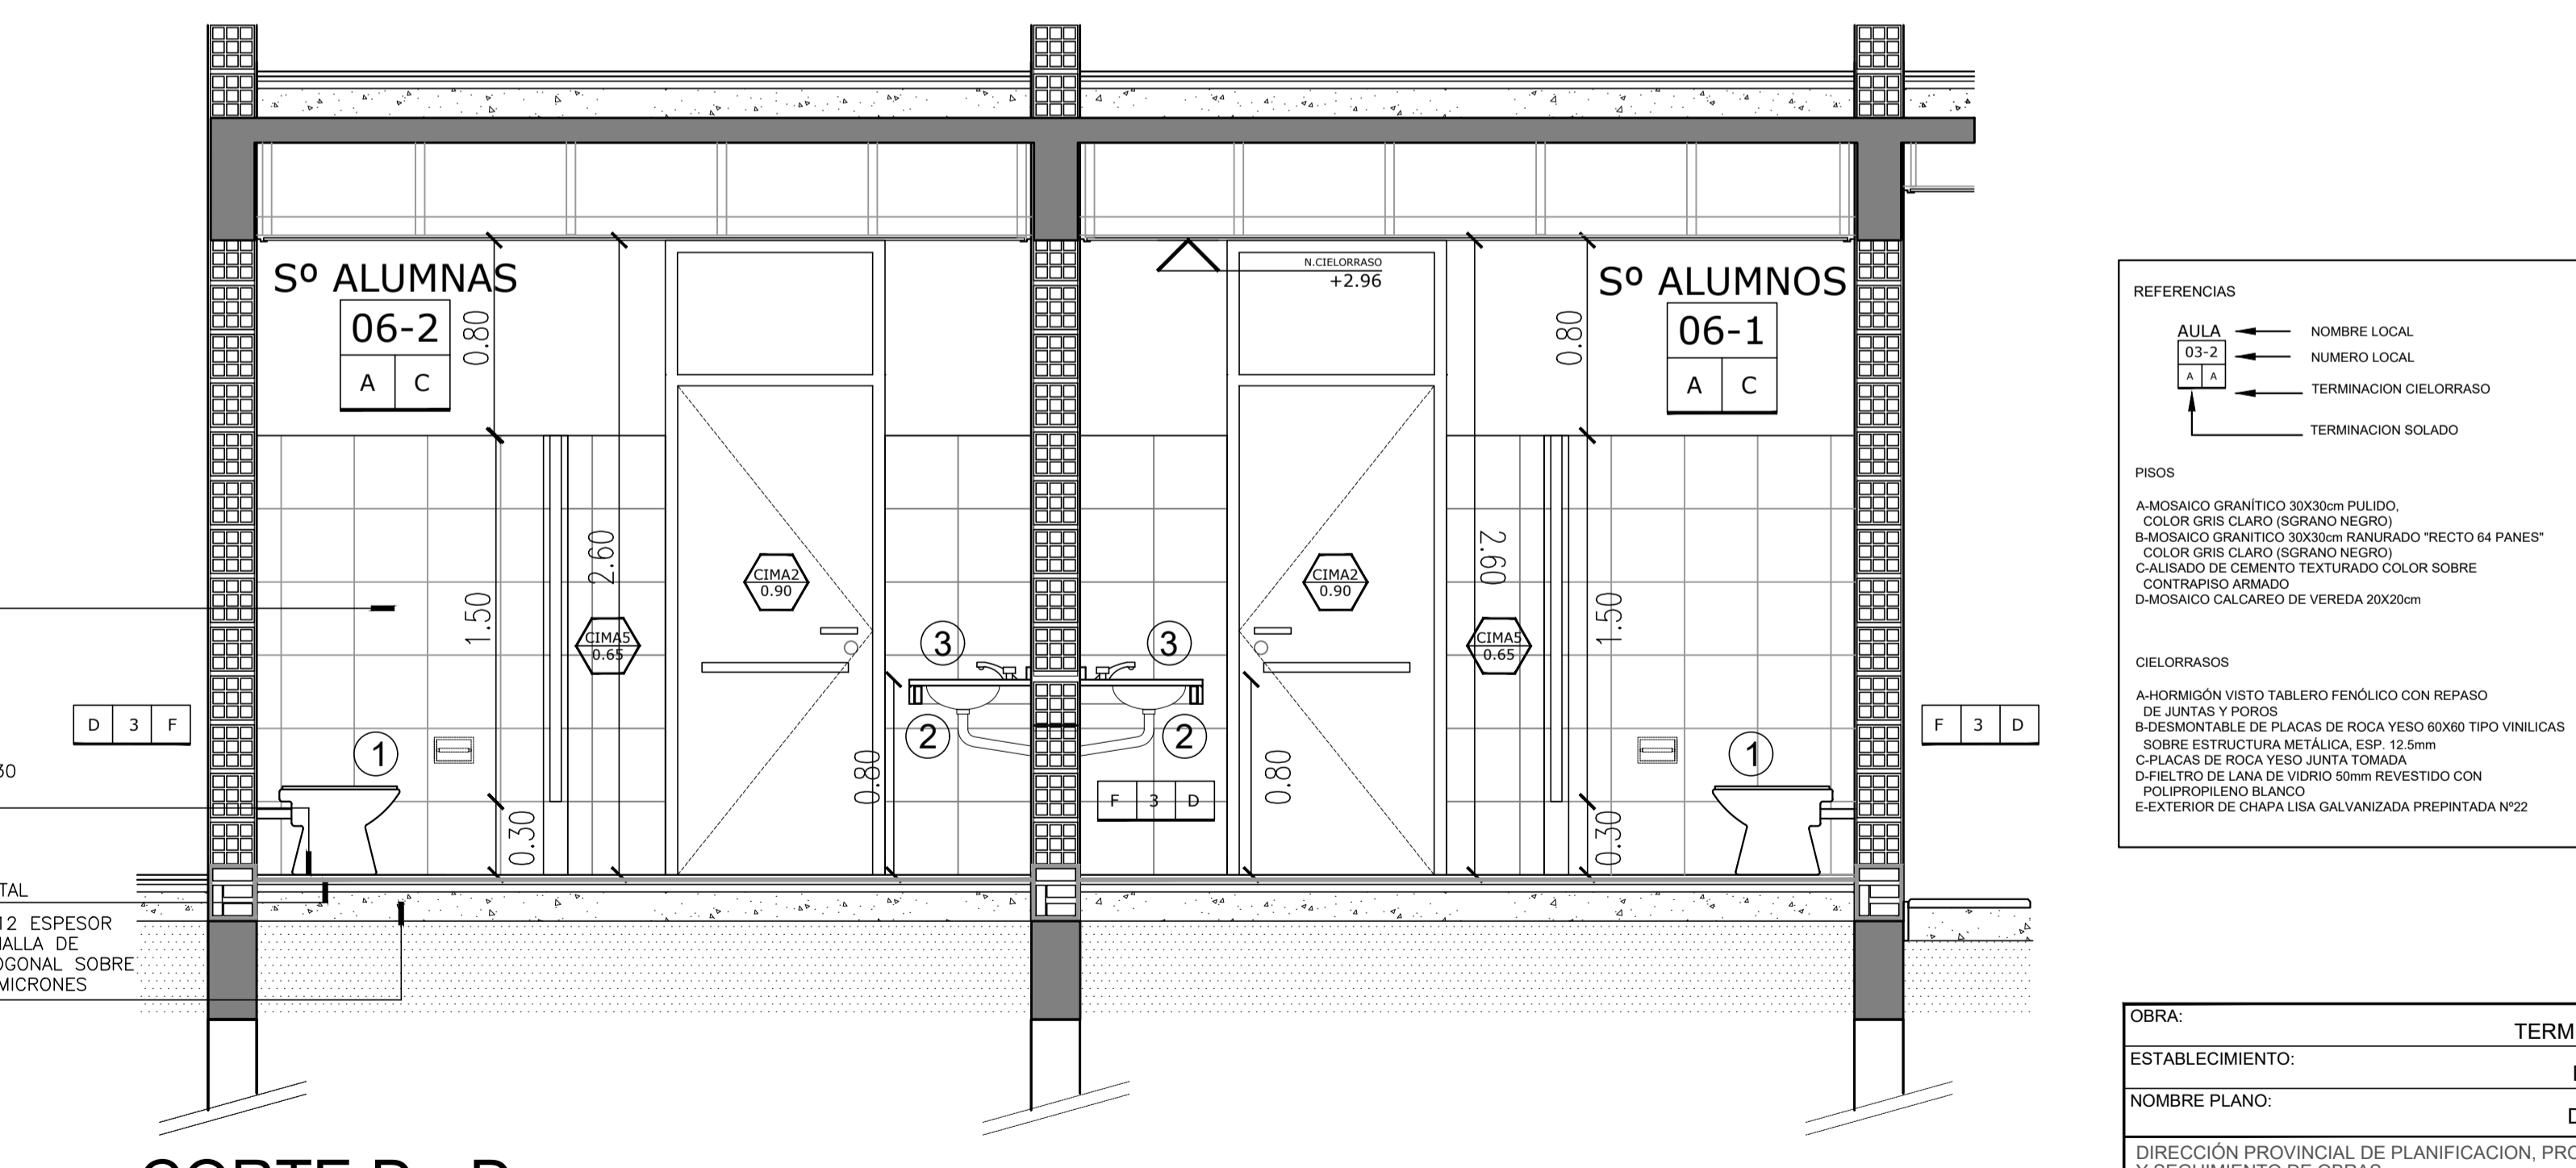 Sº ALUMNAS
06-2
A C
0.80
N.CIELORRASO
+2.96
Sº ALUMNOS
06-1
A C
0.80
2.60
1.50
CIMA5
0.65
CIMA2
0.90
CIMA2
0.90
2.60
CIMA5
0.65
1.50
3
3
2
2
1
1
D 3 F
F 3 D
F 3 D
0.80
0.80
0.30
0.30
30
12 ESPESOR
OGONAL SOBRE
MICRONES
REFERENCIAS
AULA
03-2
A A
NOMBRE LOCAL
NUMERO LOCAL
TERMINACION CIELORRASO
TERMINACION SOLADO
PISOS
A-MOSAICO GRANÍTICO 30X30cm PULIDO,
COLOR GRIS CLARO (SGRANO NEGRO)
B-MOSAICO GRANITICO 30X30cm RANURADO "RECTO 64 PANES"
COLOR GRIS CLARO (SGRANO NEGRO)
C-ALISADO DE CEMENTO TEXTURADO COLOR SOBRE
CONTRAPISO ARMADO
D-MOSAICO CALCAREO DE VEREDA 20X20cm
CIELORRASOS
A-HORMIGÓN VISTO TABLERO FENÓLICO CON REPASO
DE JUNTAS Y POROS
B-DESMONTABLE DE PLACAS DE ROCA YESO 60X60 TIPO VINILICAS
SOBRE ESTRUCTURA METÁLICA, ESP. 12.5mm
C-PLACAS DE ROCA YESO JUNTA TOMADA
D-FIELTRO DE LANA DE VIDRIO 50mm REVESTIDO CON
POLIPROPILENO BLANCO
E-EXTERIOR DE CHAPA LISA GALVANIZADA PREPINTADA Nº22
OBRA:
TERM
ESTABLECIMIENTO:
NOMBRE PLANO:
DIRECCIÓN PROVINCIAL DE PLANIFICACION, PRO
Y SEGUIMIENTO DE OBRAS
CORTE D - D